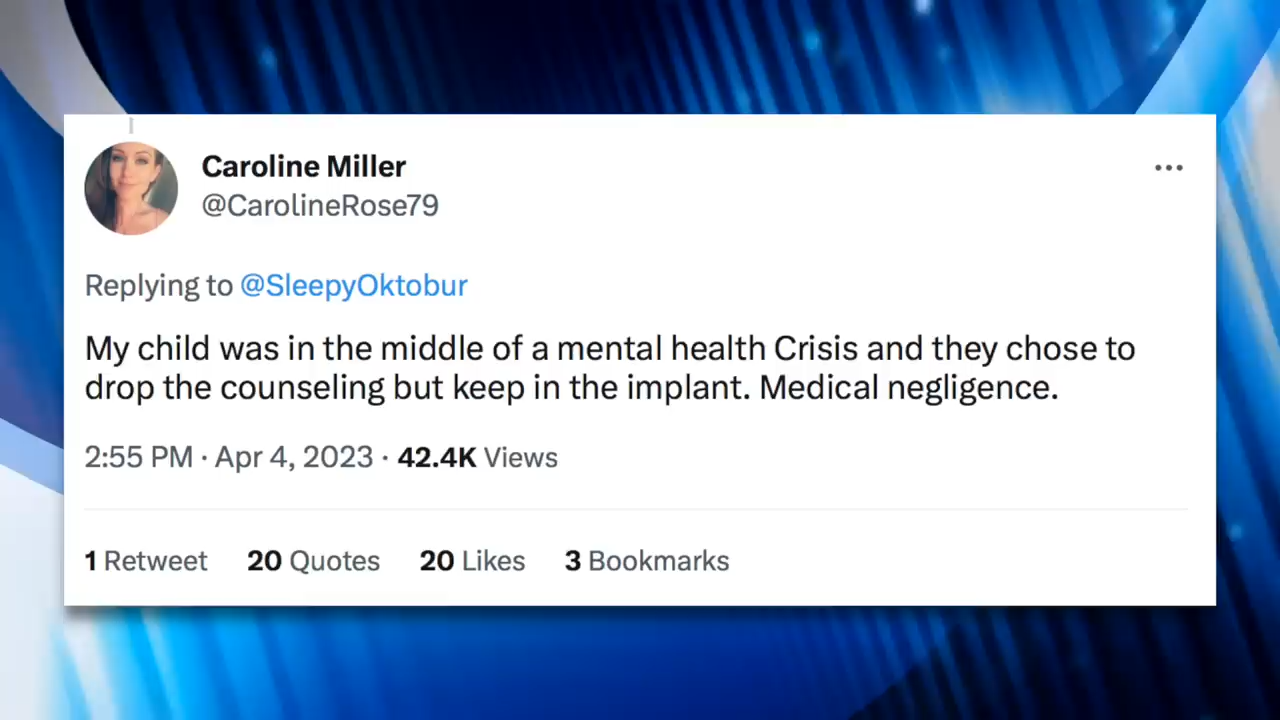 Caroline Miller
@CarolineRose79
Replying to @SleepyOktobur
My child was in the middle of a mental health Crisis and they chose to
drop the counseling but keep in the implant. Medical negligence.
2:55 PM · Apr 4, 2023 · 42.4K Views
1 Retweet 20 Quotes 20 Likes 3 Bookmarks